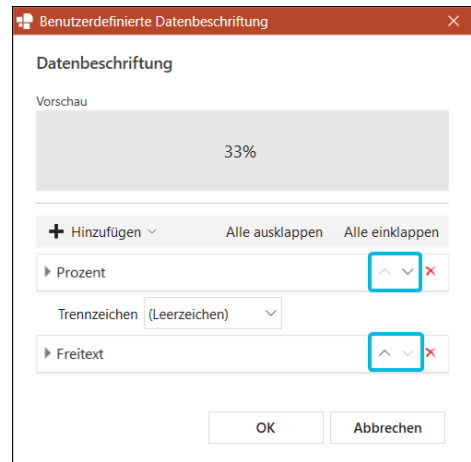 Benutzerdefinierte Datenbeschriftung
Datenbeschriftung
Vorschau
33%
Hinzufügen Alle ausklappen Alle einklappen
Prozent
Trennzeichen (Leerzeichen)
Freitext
OK Abbrechen